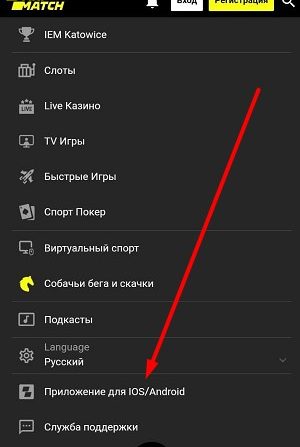 MATCH
Вход
Регистрация
IEM Katowice
Слоты
LIVE
Live Казино
TV Игры
Быстрые Игры
Спорт Покер
Виртуальный спорт
Собачьи бега и скачки
Подкасты
Language
Русский
Приложение для IOS/Android
Служба поддержки